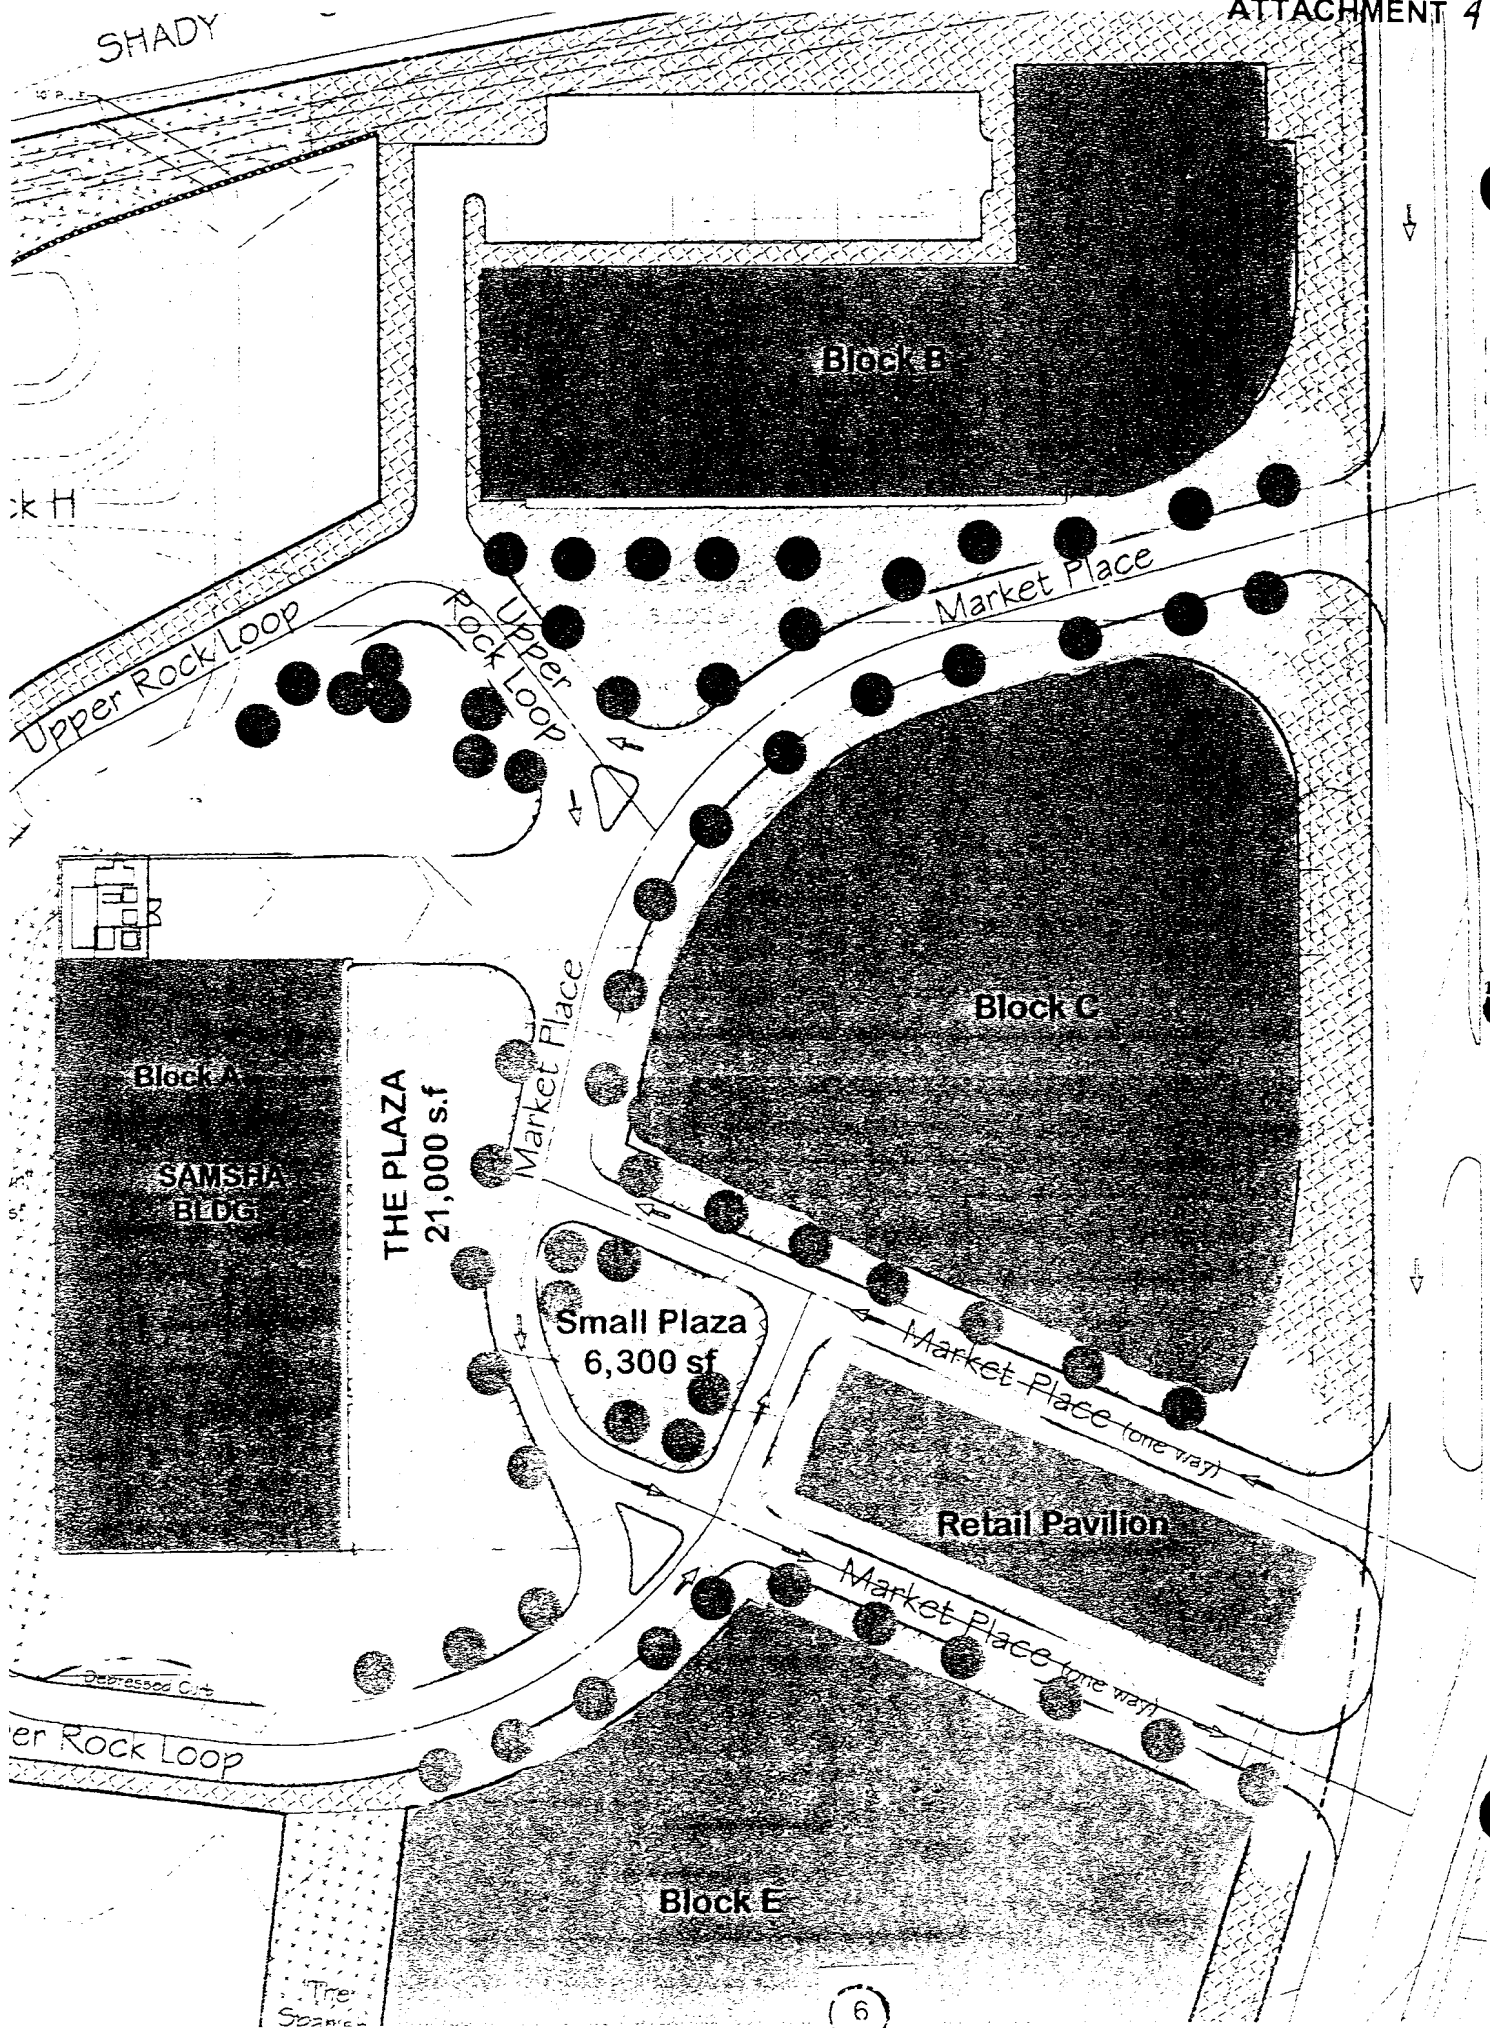 ATTACHMENT 4
SHADY
Block B
ck H
Market Place
Upper Rock Loop
Upper
Rock Loop
Block C
Market Place
Block A
SAMSHA
BLDG
THE PLAZA
21,000 s.f
Small Plaza
6,300 sf
Market Place (one way)
Retail Pavilion
Market Place (one way)
Depressed Curb
er Rock Loop
Block E
The
6